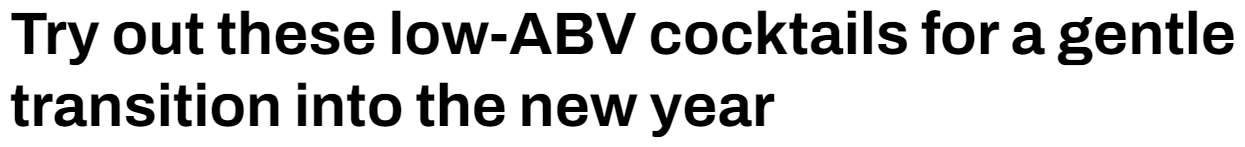 Try out these low-ABV cocktails for a gentle
transition into the new year